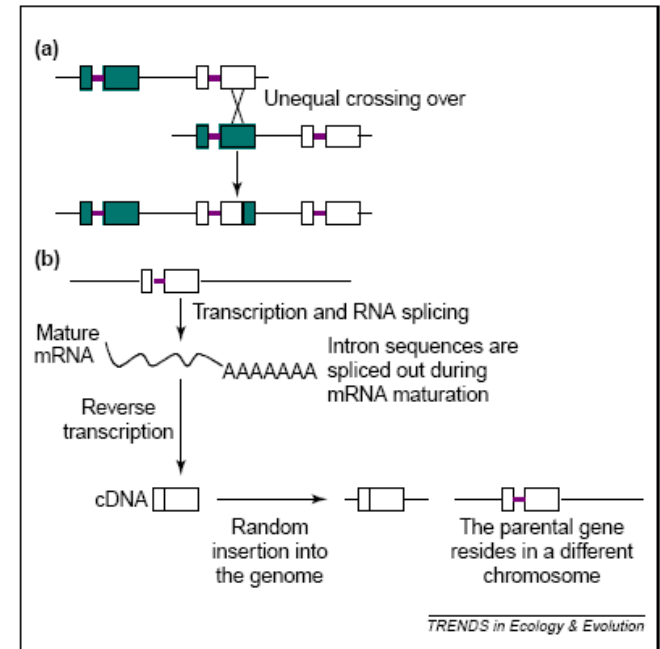 (a)
Unequal crossing over
(b)
Transcription and RNA splicing
Mature
mRNA
AAAAAAA
Intron sequences are
spliced out during
mRNA maturation
Reverse
transcription
cDNA
Random
insertion into
the genome
The parental gene
resides in a different
chromosome
TRENDS in Ecology & Evolution